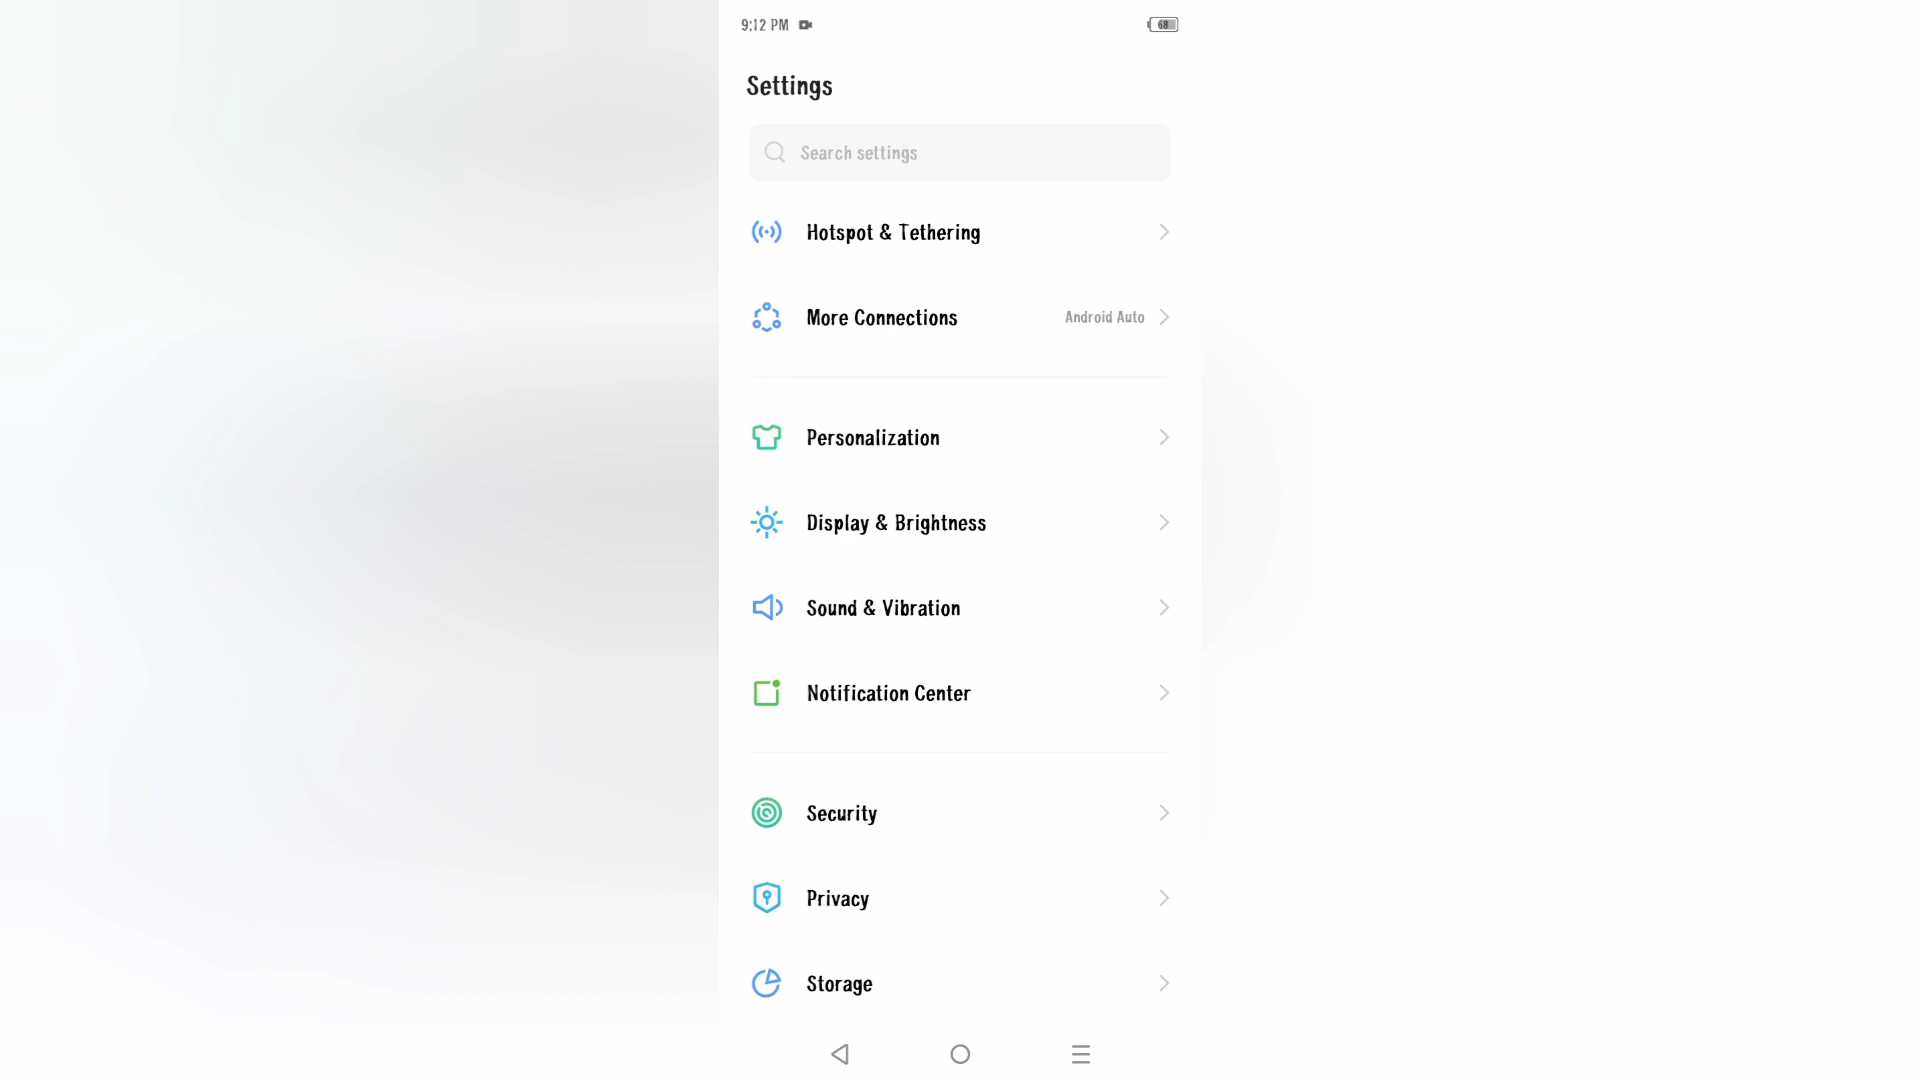 9:12 PM
68
Settings
Search settings
Hotspot & Tethering
More Connections Android Auto
Personalization
Display & Brightness
Sound & Vibration
Notification Center
Security
Privacy
Storage